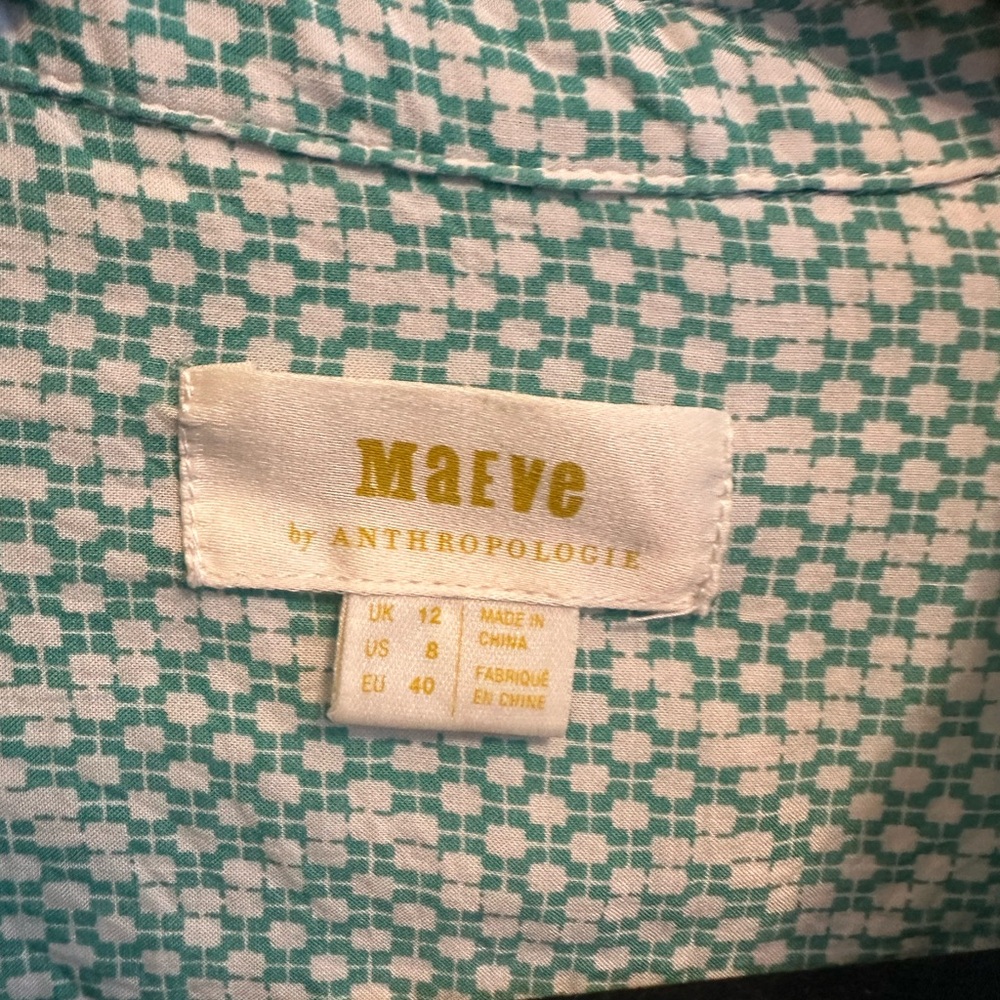 MaEVe
by ANTHROPOLOGIE
UK 12
US 8
EU 40
MADE IN
CHINA
FABRIQUÉ
EN CHINE